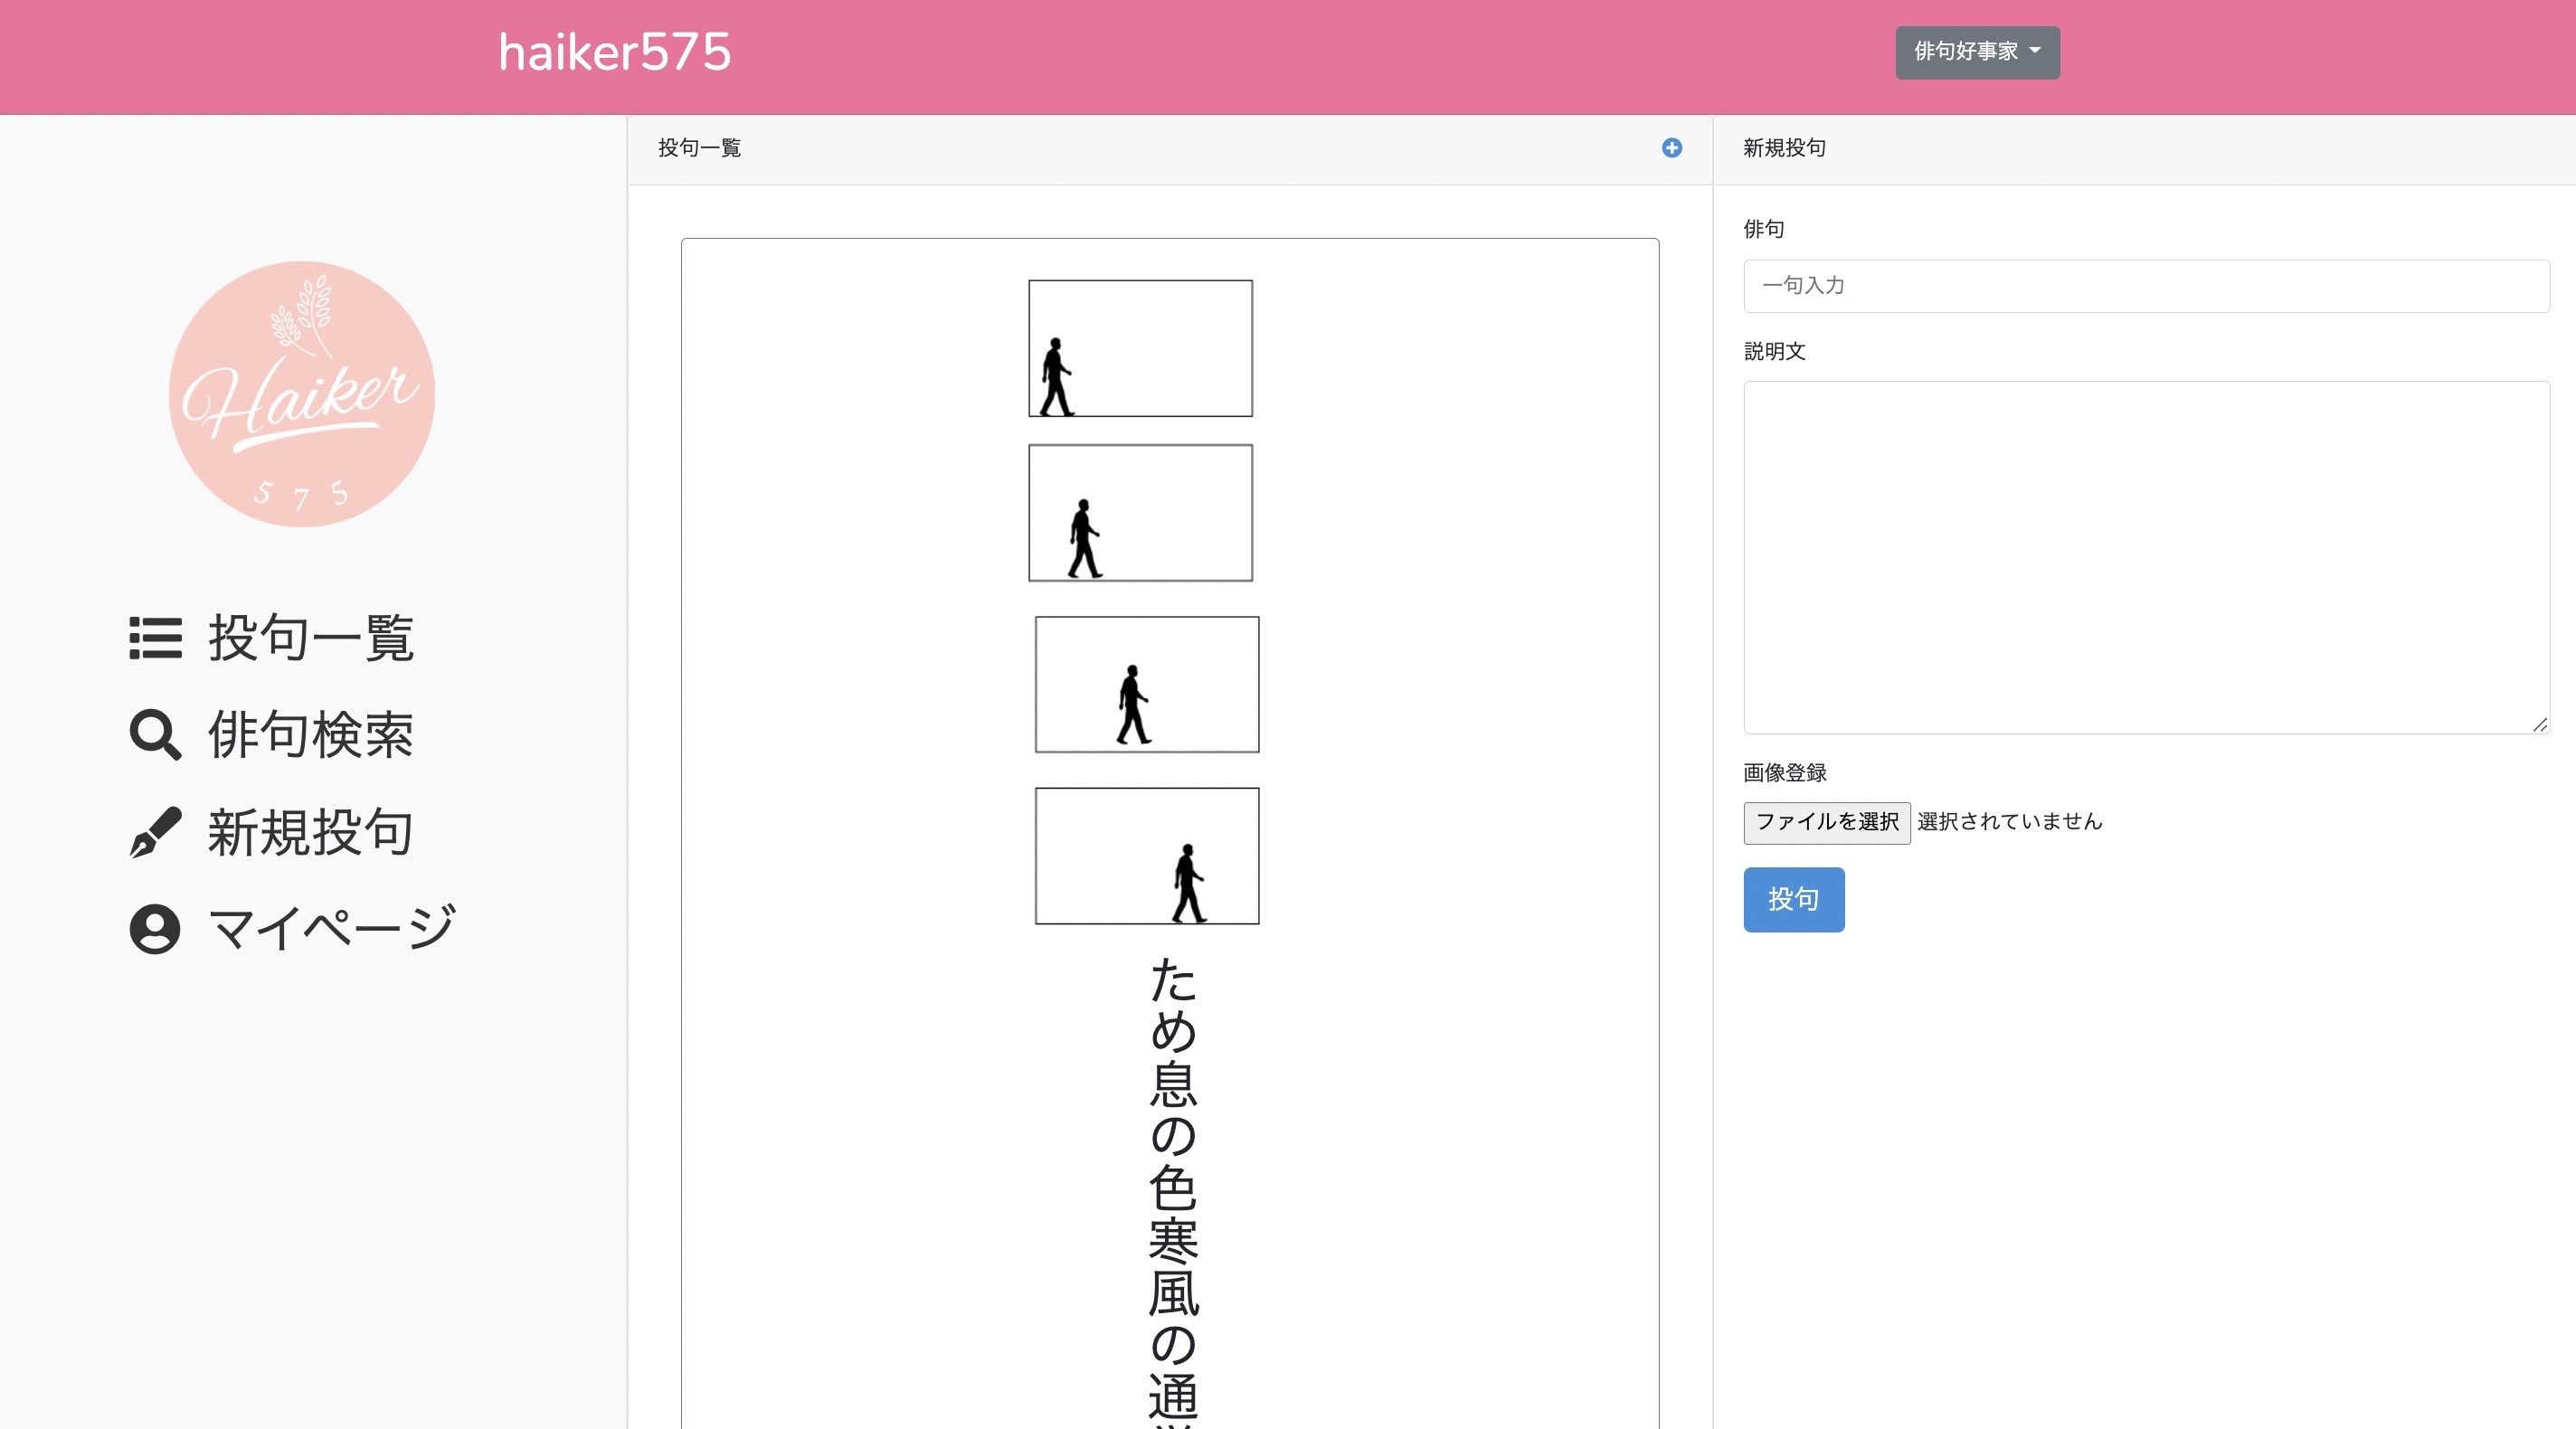 haiker575
俳句好事家
Haiker
5 7 5
投句一覧
俳句検索
新規投句
マイページ
投句一覧
ため息の色寒風の通
新規投句
俳句
一句入力
説明文
画像登録
ファイルを選択 選択されていません
投句